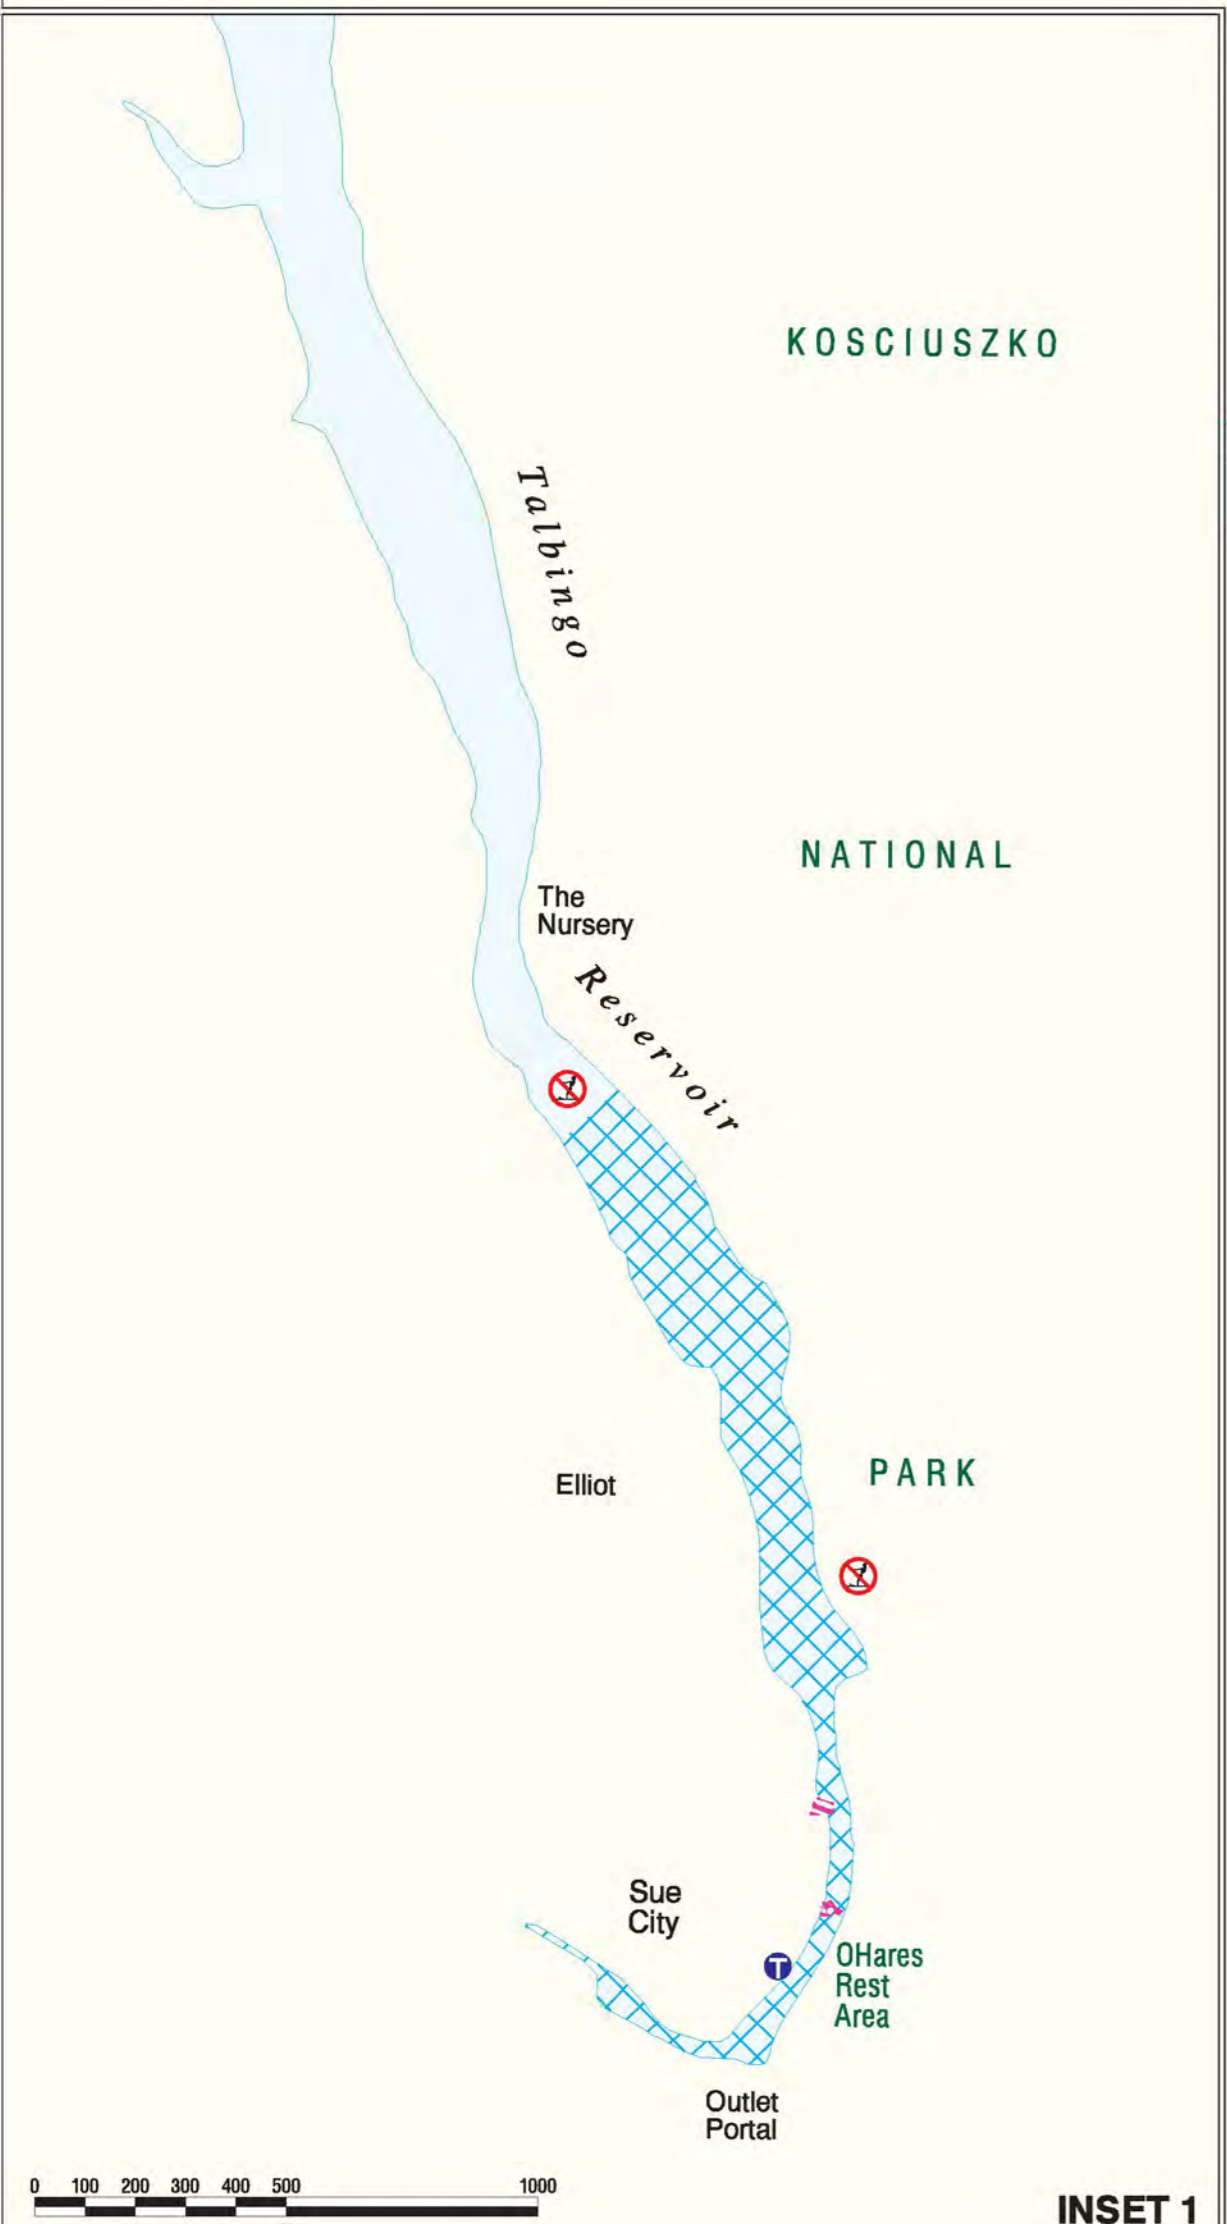 KOSCIUSZKO
Talbingo
NATIONAL
The
Nursery
Reservoir
PARK
Elliot
Sue
City
T
OHares
Rest
Area
Outlet
Portal
0 100 200 300 400 500 1000
INSET 1